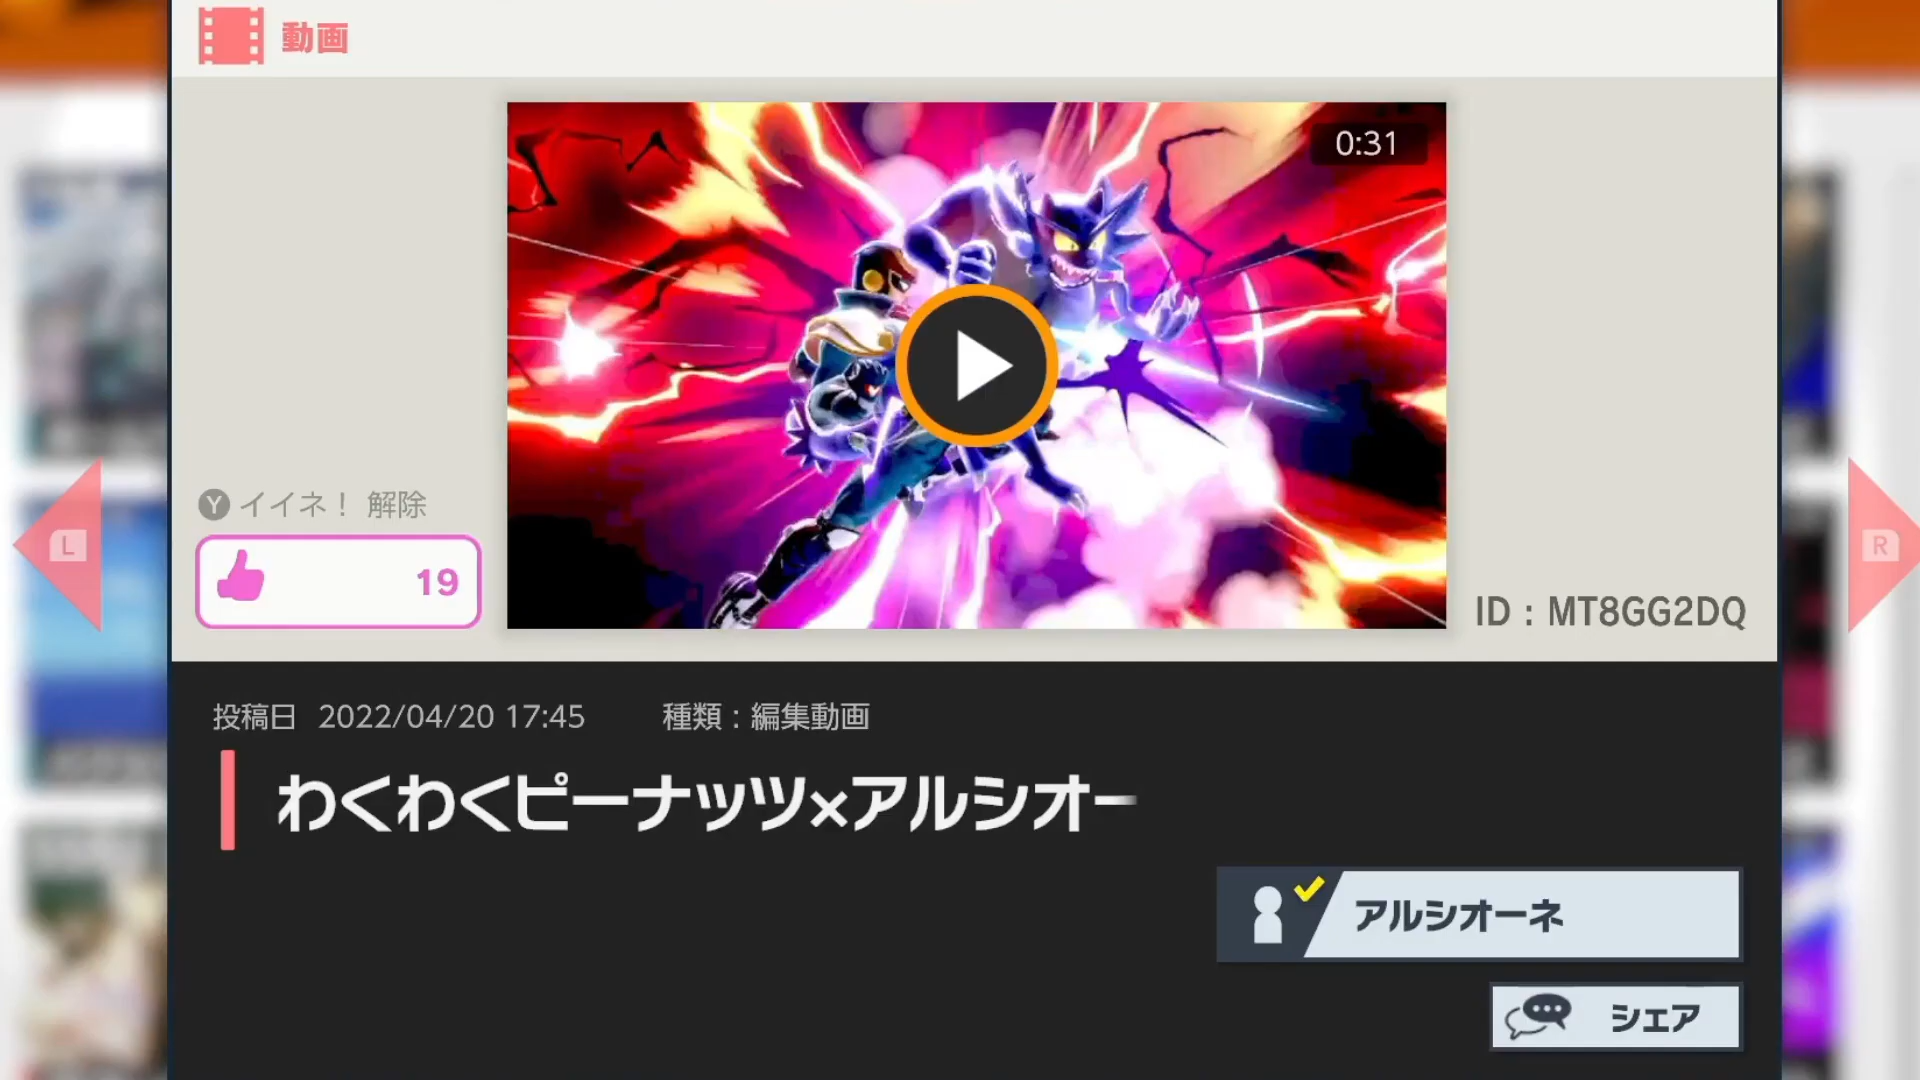 動画
0:31
Y イイネ！ 解除
19
L
R
ID：MT8GG2DQ
投稿日 2022/04/20 17:45 種類：編集動画
わくわくピーナッツ×アルシオー
アルシオーネ
シェア